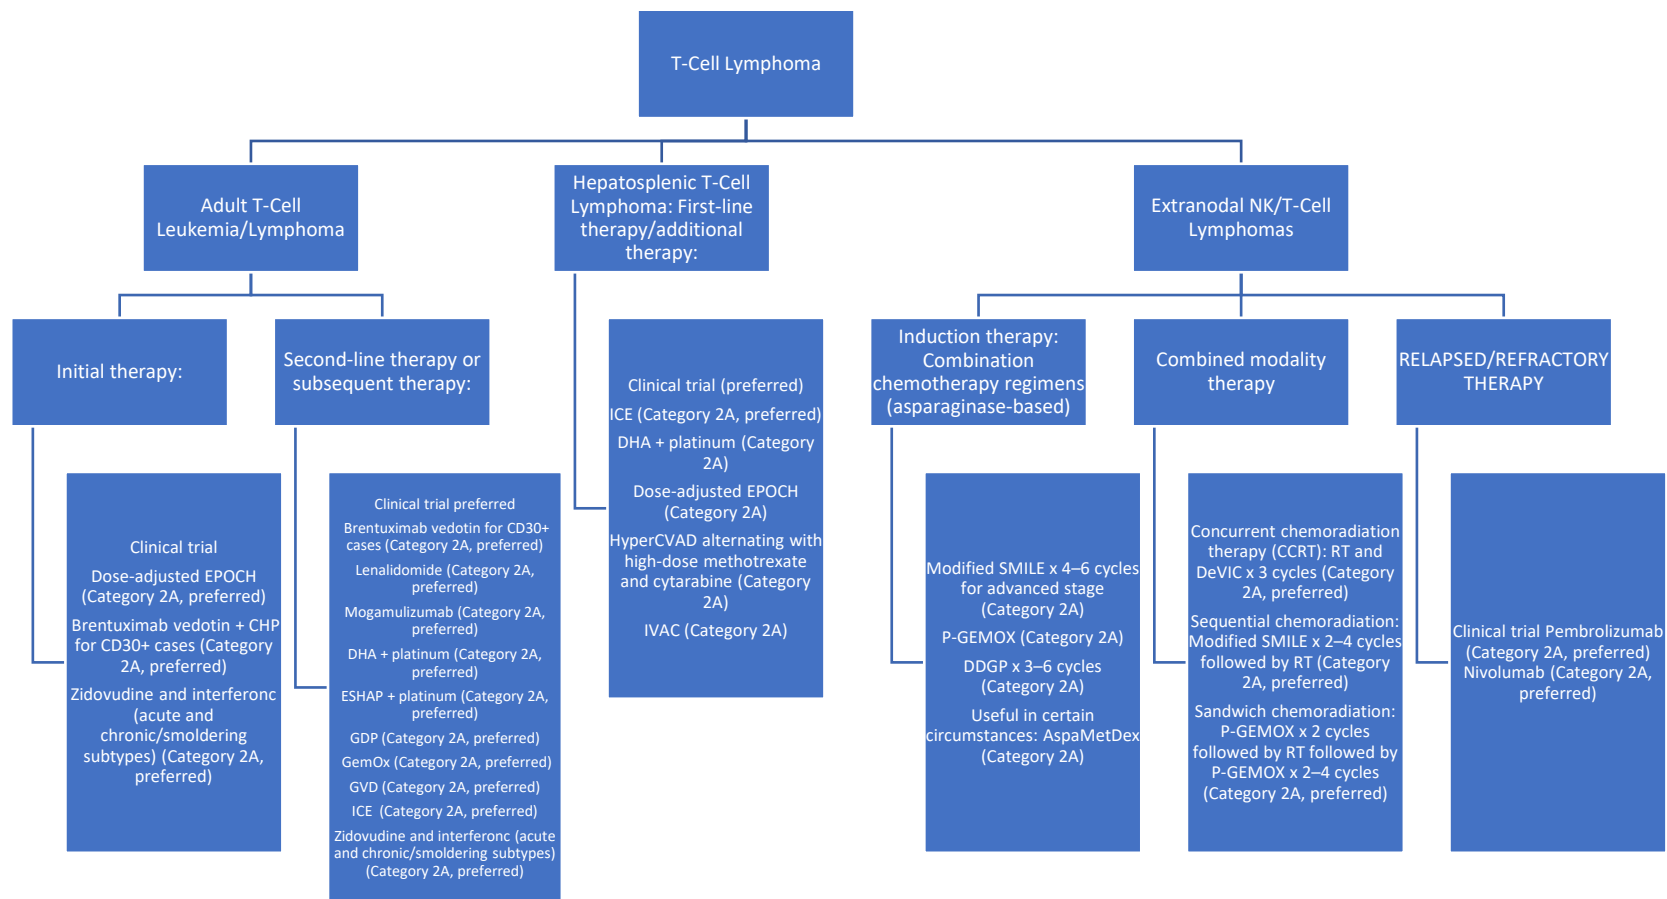 T-Cell Lymphoma
Adult T-Cell
Leukemia/Lymphoma
Hepatosplenic T-Cell
Lymphoma: First-line
therapy/additional
therapy:
Extranodal NK/T-Cell
Lymphomas
Initial therapy:
Second-line therapy or
subsequent therapy:
Induction therapy:
Combination
chemotherapy regimens
(asparaginase-based)
Combined modality
therapy
RELAPSED/REFRACTORY
THERAPY
Clinical trial
Dose-adjusted EPOCH
(Category 2A, preferred)
Brentuximab vedotin + CHP
for CD30+ cases (Category
2A, preferred)
Zidovudine and interferonc
(acute and
chronic/smoldering
subtypes) (Category 2A,
preferred)
Clinical trial preferred
Brentuximab vedotin for CD30+
cases (Category 2A, preferred)
Lenalidomide (Category 2A,
preferred)
Mogamulizumab (Category 2A,
preferred)
DHA + platinum (Category 2A,
preferred)
ESHAP + platinum (Category 2A,
preferred)
GDP (Category 2A, preferred)
GemOx (Category 2A, preferred)
GVD (Category 2A, preferred)
ICE (Category 2A, preferred)
Zidovudine and interferonc (acute
and chronic/smoldering subtypes)
(Category 2A, preferred)
Clinical trial (preferred)
ICE (Category 2A, preferred)
DHA + platinum (Category
2A)
Dose-adjusted EPOCH
(Category 2A)
HyperCVAD alternating with
high-dose methotrexate
and cytarabine (Category
2A)
IVAC (Category 2A)
Modified SMILE x 4–6 cycles
for advanced stage
(Category 2A)
P-GEMOX (Category 2A)
DDGP x 3–6 cycles
(Category 2A)
Useful in certain
circumstances: AspaMetDex
(Category 2A)
Concurrent chemoradiation
therapy (CCRT): RT and
DeVIC x 3 cycles (Category
2A, preferred)
Sequential chemoradiation:
Modified SMILE x 2–4 cycles
followed by RT (Category
2A, preferred)
Sandwich chemoradiation:
P-GEMOX x 2 cycles
followed by RT followed by
P-GEMOX x 2–4 cycles
(Category 2A, preferred)
Clinical trial Pembrolizumab
(Category 2A, preferred)
Nivolumab (Category 2A,
preferred)